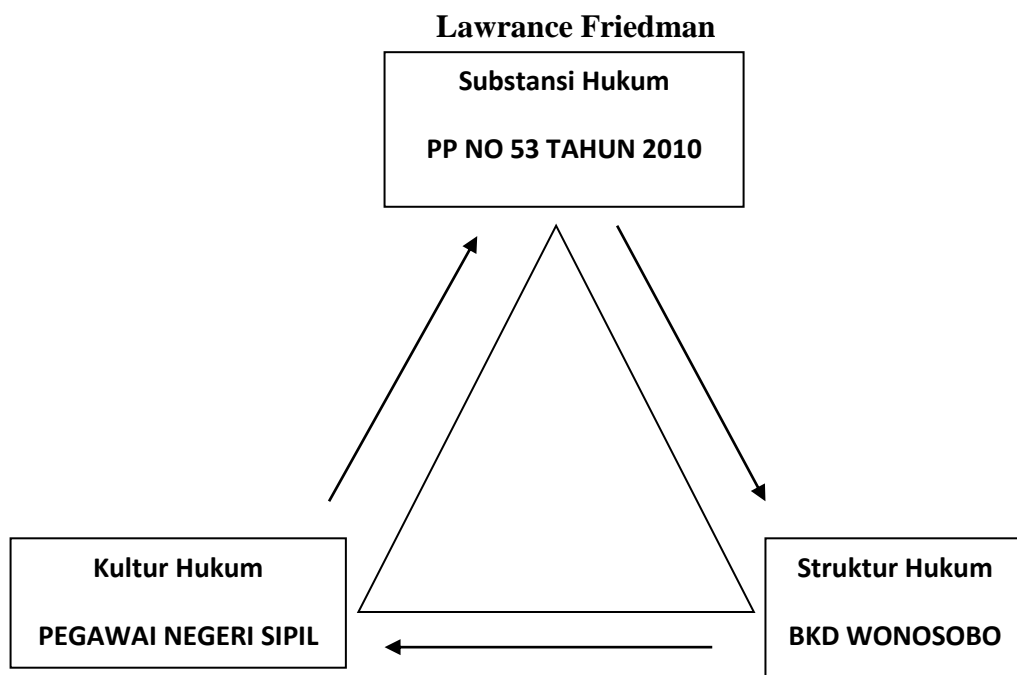 Lawrance Friedman
Substansi Hukum
PP NO 53 TAHUN 2010
Kultur Hukum
PEGAWAI NEGERI SIPIL
Struktur Hukum
BKD WONOSOBO